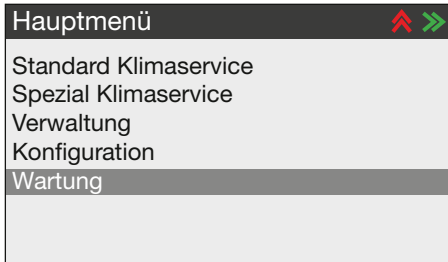 Hauptmenü
Standard Klimaservice
Spezial Klimaservice
Verwaltung
Konfiguration
Wartung